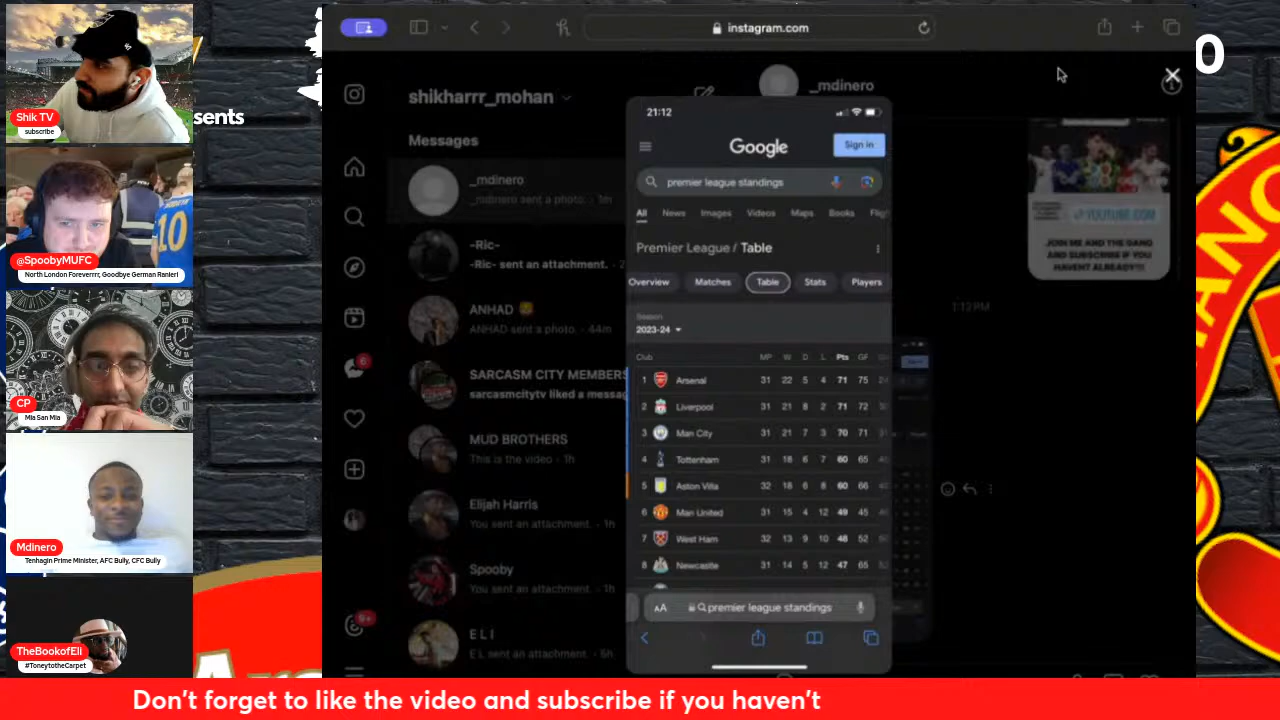 Shik TV
subscribe
@SpoobyMUFC
North London Foreverrrr, Goodbye German Ranieri
CP
Mia San Mia
Mdinero
Tenhagin Prime Minister, AFC Bully, CFC Bully
TheBookofEli
#ToneytotheCarpet
sents
instagram.com
shikharrr_mohan
Messages
_mdinero
_mdinero sent a photo. · 1m
-Ric-
-Ric- sent an attachment.
ANHAD
ANHAD sent a photo. · 44m
SARCASM CITY MEMBERS
sarcasmcitytv liked a messag
MUD BROTHERS
This is the video · 1h
Elijah Harris
You sent an attachment. · 1h
Spooby
You sent an attachment. · 1h
E L I
E L sent an attachment. · 5h
6
9+
_mdinero
YOUTUBE.COM
JOIN ME AND THE GANG
AND SUBSCRIBE IF YOU
HAVENT ALREADY!!!!
1:13 PM
21:12
Google
Sign in
premier league standings
All News Images Videos Maps Books Flig
Premier League / Table
Overview Matches Table Stats Players
Season
2023-24
Club MP W D L Pts GF
1 Arsenal 31 22 5 4 71 75
2 Liverpool 31 21 8 2 71 72
3 Man City 31 21 7 3 70 71
4 Tottenham 31 18 6 7 60 65
5 Aston Villa 32 18 6 8 60 66
6 Man United 31 15 4 12 49 45
7 West Ham 32 13 9 10 48 52
8 Newcastle 31 14 5 12 47 65
AA premier league standings
0
Don't forget to like the video and subscribe if you haven't